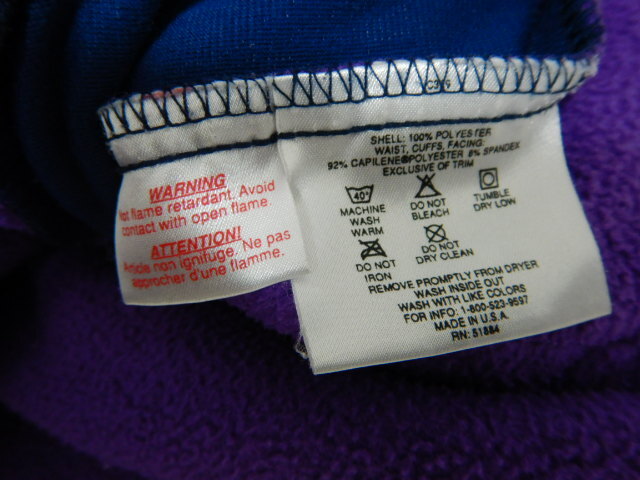 WARNING
Not flame retardant. Avoid
contact with open flame.
ATTENTION!
Article non ignifuge. Ne pas
approcher d'une flamme.
SHELL: 100% POLYESTER
WAIST, CUFFS, FACING:
92% CAPILENE®POLYESTER 8% SPANDEX
EXCLUSIVE OF TRIM
40°
MACHINE
WASH
WARM
DO NOT
BLEACH
TUMBLE
DRY LOW
DO NOT
IRON
DO NOT
DRY CLEAN
REMOVE PROMPTLY FROM DRYER
WASH INSIDE OUT
WASH WITH LIKE COLORS
FOR INFO: 1-800-523-9597
MADE IN U.S.A.
RN: 51884